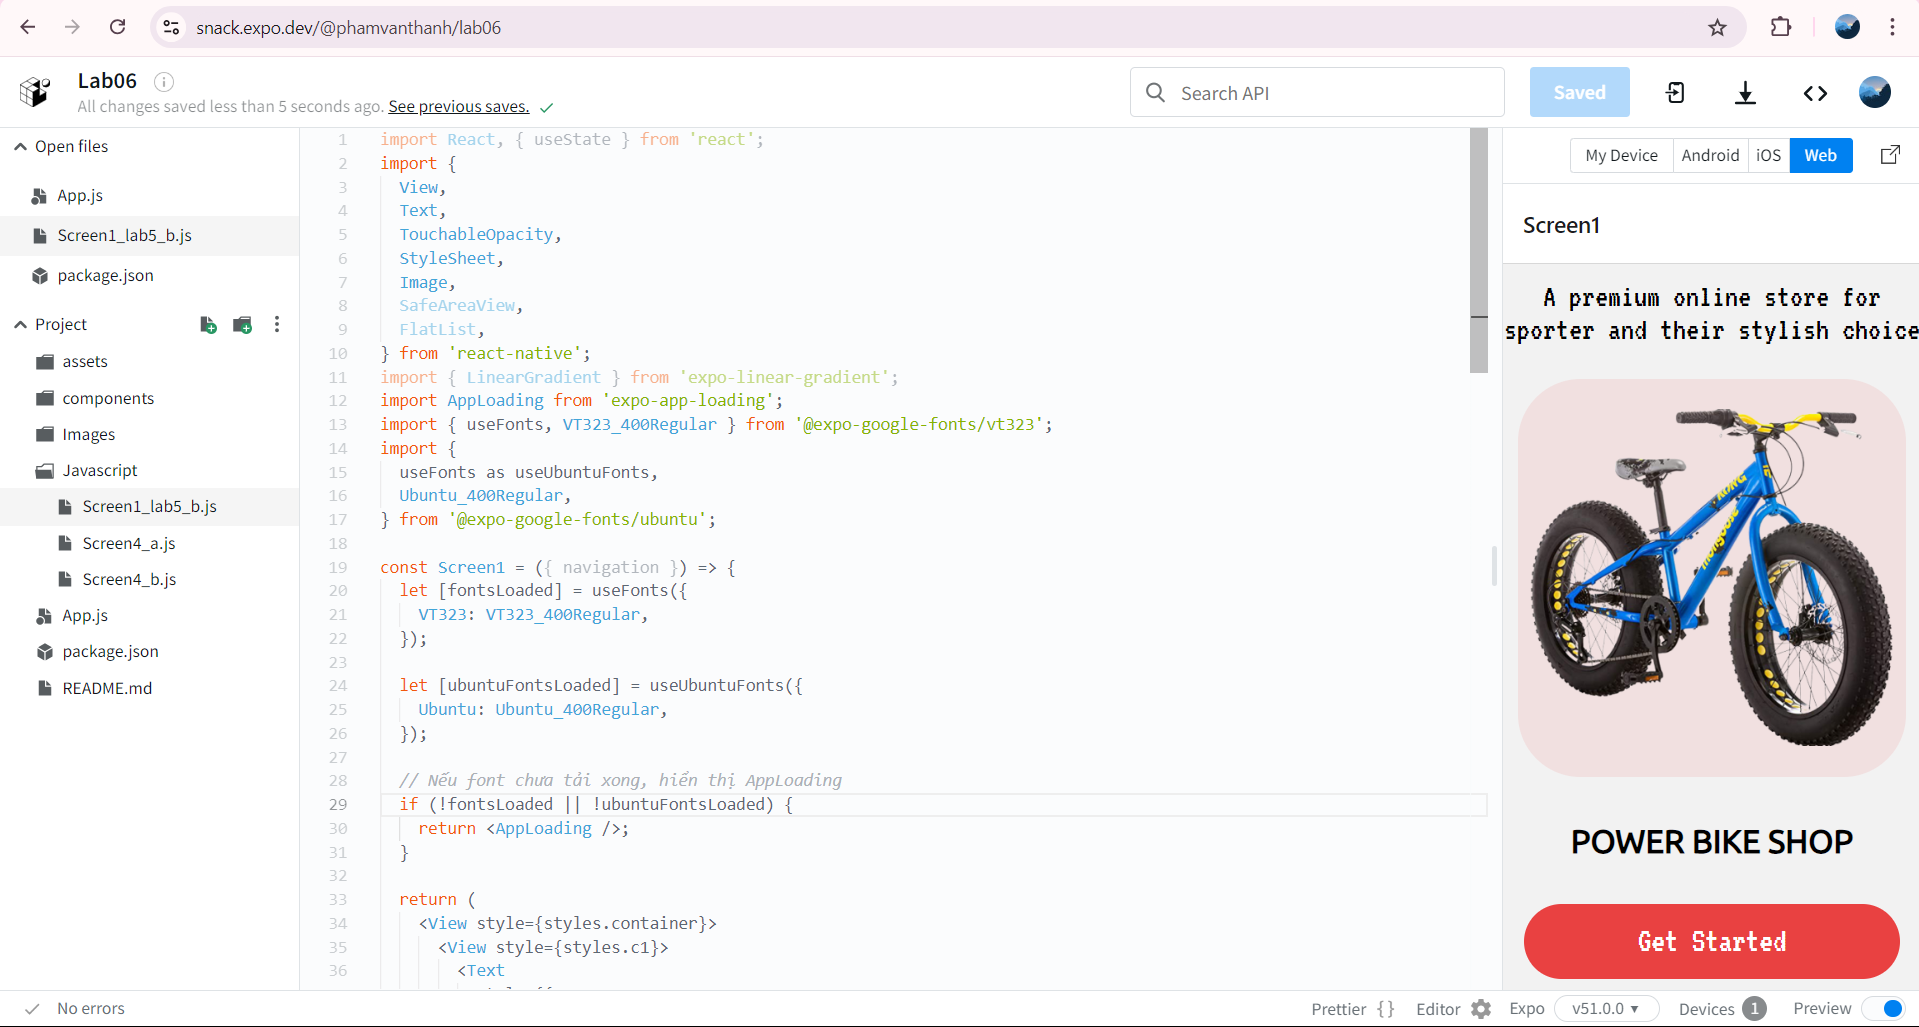 snack.expo.dev/@phamvanthanh/lab06
Lab06
All changes saved less than 5 seconds ago. See previous saves.
Search API
Saved
Open files
App.js
Screen1_lab5_b.js
package.json
Project
assets
components
Images
Javascript
Screen1_lab5_b.js
Screen4_a.js
Screen4_b.js
App.js
package.json
README.md
1 import React, { useState } from 'react';
2 import {
3 View,
4 Text,
5 TouchableOpacity,
6 StyleSheet,
7 Image,
8 SafeAreaView,
9 FlatList,
10 } from 'react-native';
11 import { LinearGradient } from 'expo-linear-gradient';
12 import AppLoading from 'expo-app-loading';
13 import { useFonts, VT323_400Regular } from '@expo-google-fonts/vt323';
14 import {
15 useFonts as useUbuntuFonts,
16 Ubuntu_400Regular,
17 } from '@expo-google-fonts/ubuntu';
18
19 const Screen1 = ({ navigation }) => {
20 let [fontsLoaded] = useFonts({
21 VT323: VT323_400Regular,
22 });
23
24 let [ubuntuFontsLoaded] = useUbuntuFonts({
25 Ubuntu: Ubuntu_400Regular,
26 });
27
28 // Nếu font chưa tải xong, hiển thị AppLoading
29 if (!fontsLoaded || !ubuntuFontsLoaded) {
30 return <AppLoading />;
31 }
32
33 return (
34 <View style={styles.container}>
35 <View style={styles.c1}>
36 <Text
My Device Android iOS Web
Screen1
A premium online store for
sporter and their stylish choice
KONG
mongoose
POWER BIKE SHOP
Get Started
No errors
Prettier {} Editor Expo v51.0.0 Devices 1 Preview